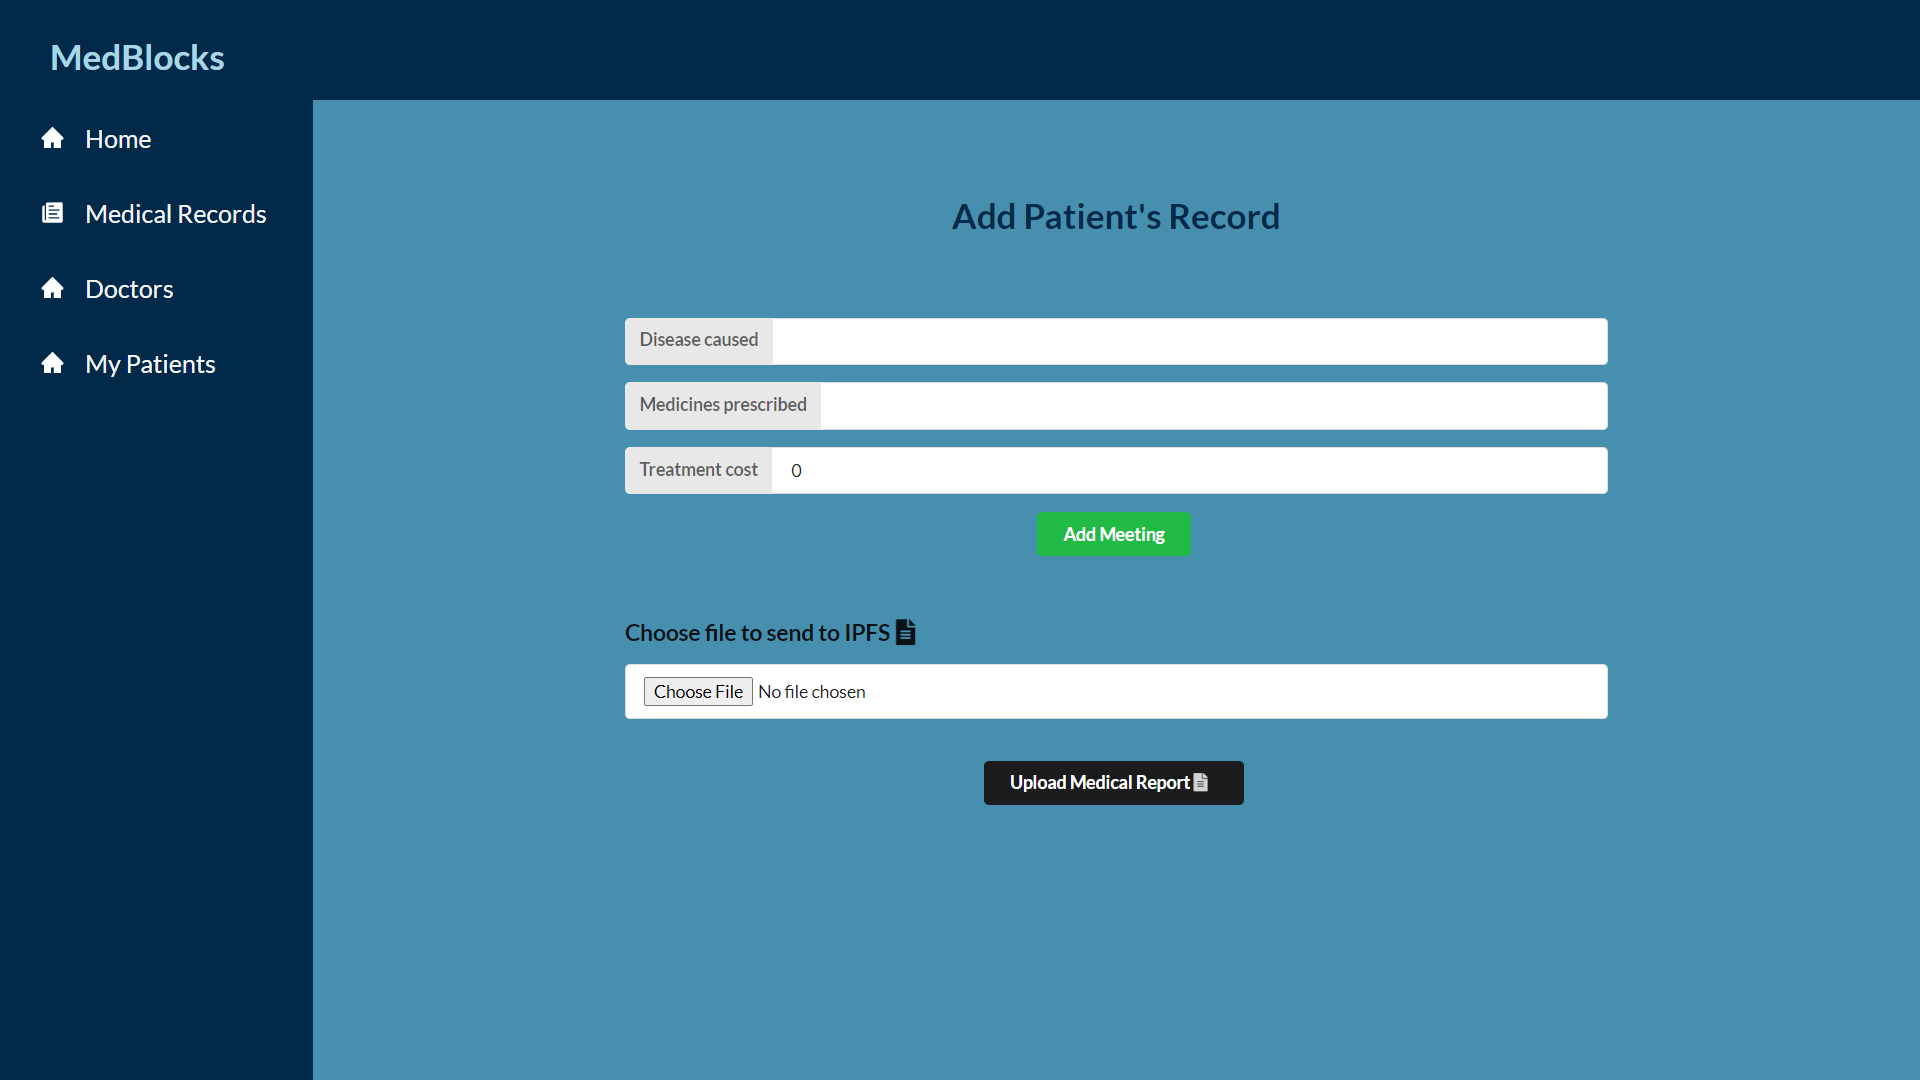 MedBlocks
Home
Medical Records
Doctors
My Patients
Add Patient's Record
Disease caused
Medicines prescribed
Treatment cost 0
Add Meeting
Choose file to send to IPFS
Choose File No file chosen
Upload Medical Report